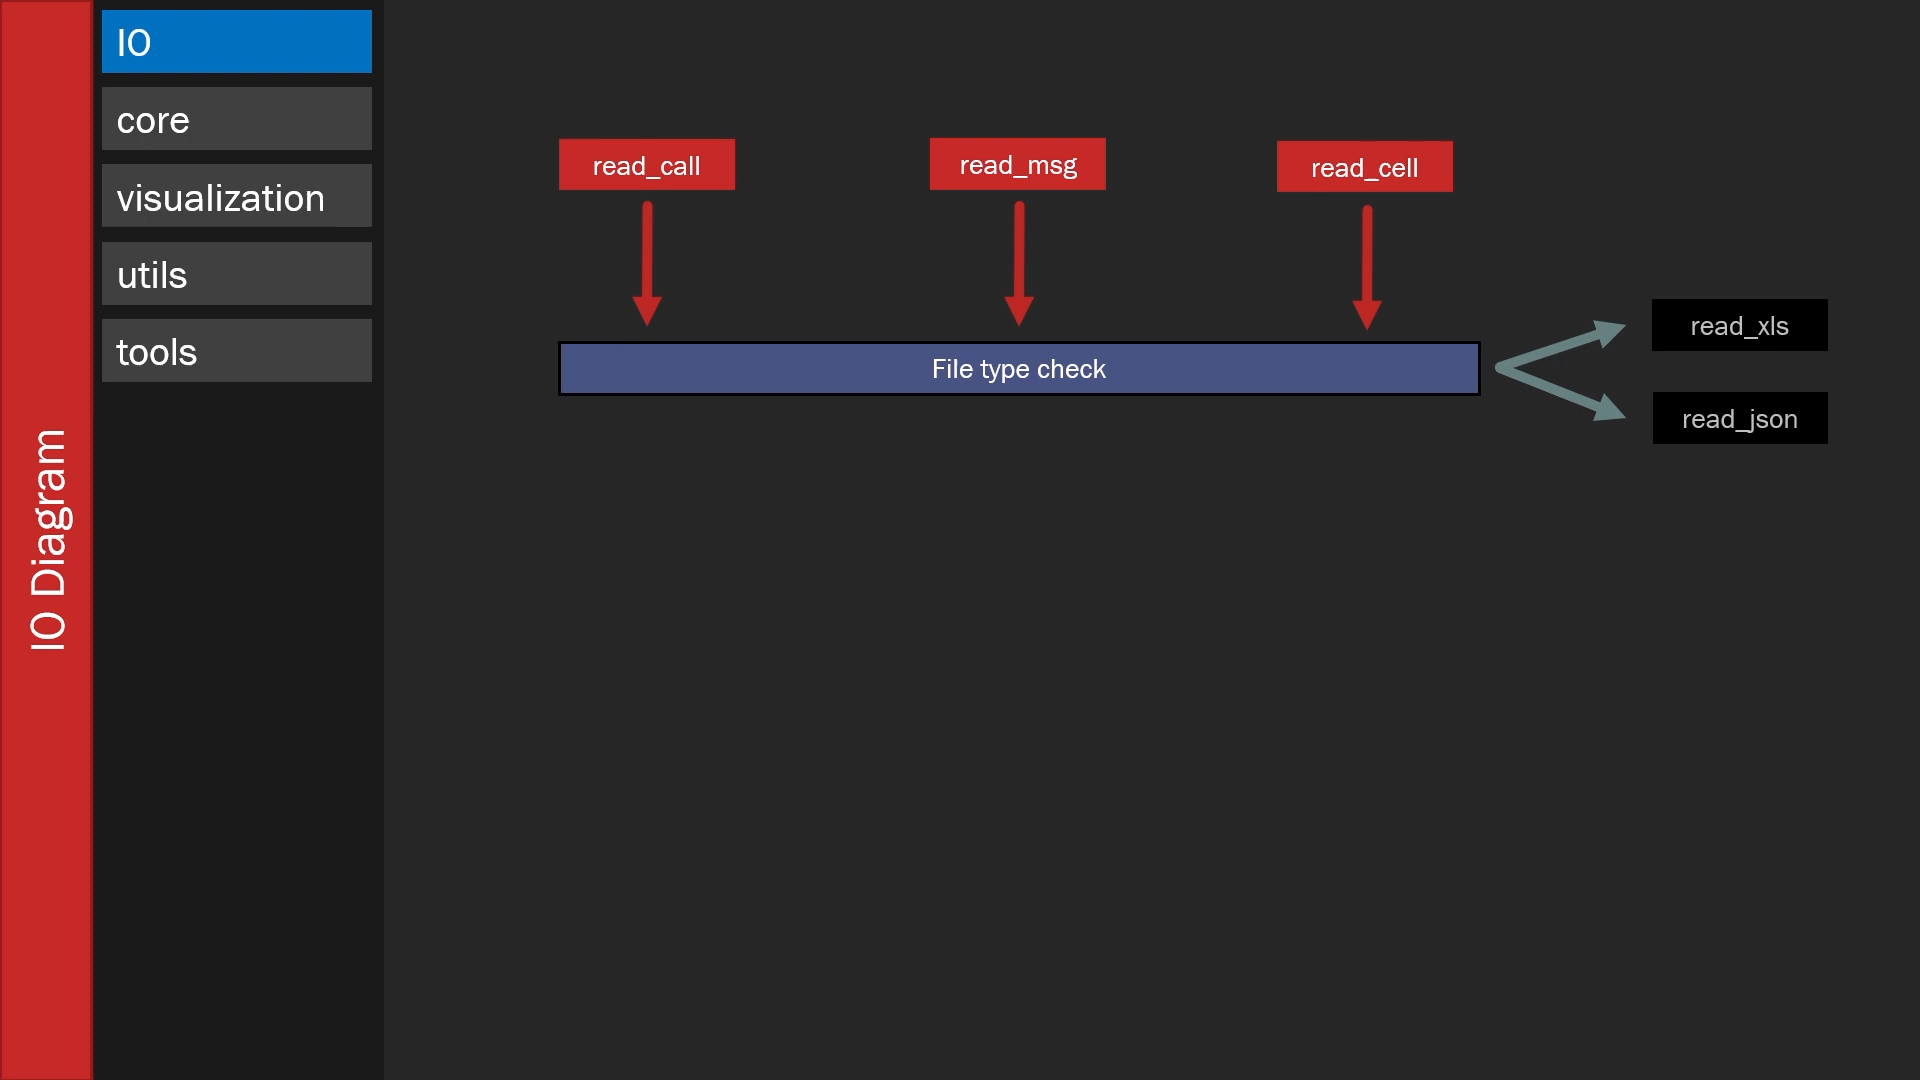 IO Diagram
IO
core
visualization
utils
tools
read_call
read_msg
read_cell
File type check
read_xls
read_json